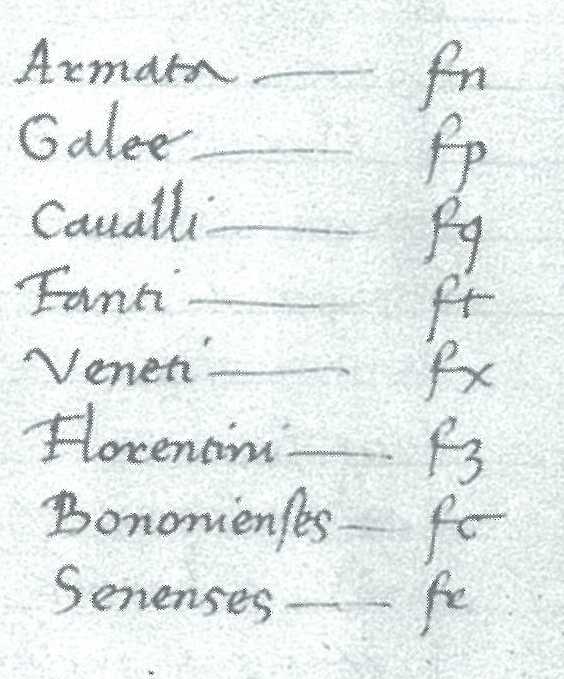 Armata — fn
Galee — fp
Caualli — fq
Fanti — ft
Veneti — fx
Florentini — fz
Bononienſes — fc
Senenses — fe